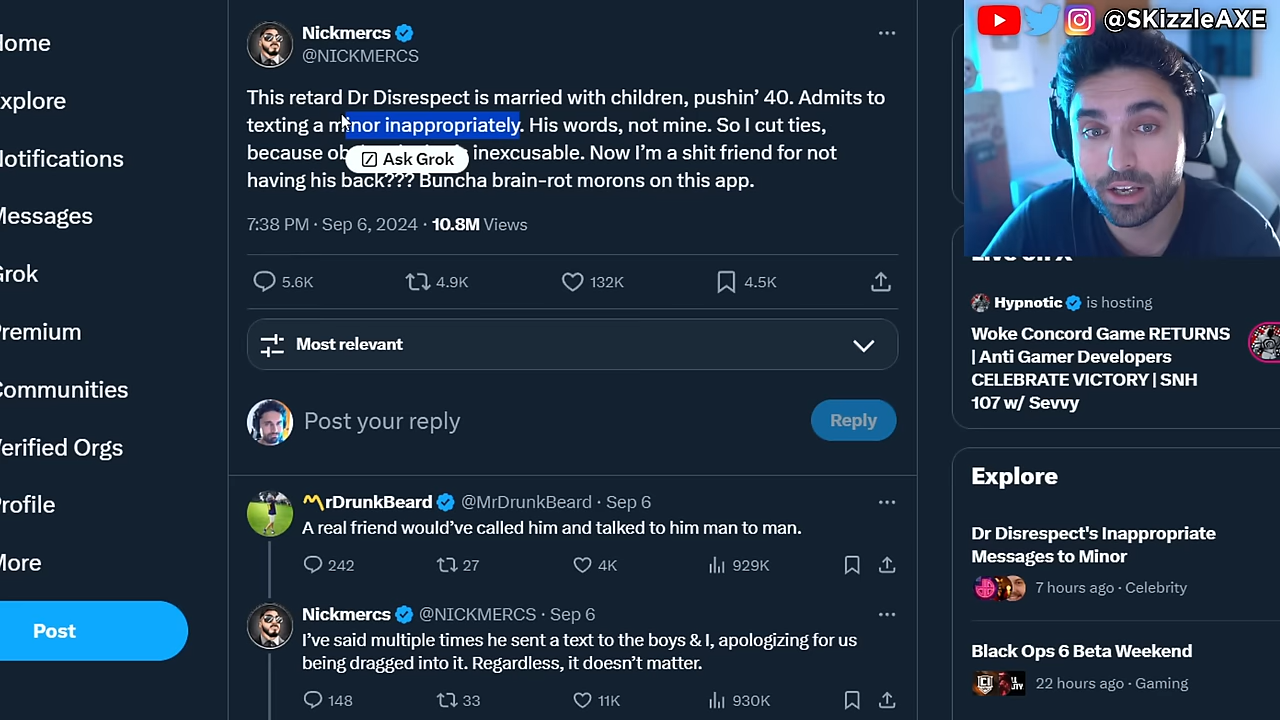 @SKizzleAXE
ome
xplore
otifications
essages
rok
remium
ommunities
erified Orgs
rofile
ore
Post
Nickmercs
@NICKMERCS
This retard Dr Disrespect is married with children, pushin’ 40. Admits to
texting a minor inappropriately. His words, not mine. So I cut ties,
because ob inexcusable. Now I’m a shit friend for not
Ask Grok
having his back??? Buncha brain-rot morons on this app.
7:38 PM · Sep 6, 2024 · 10.8M Views
5.6K 4.9K 132K 4.5K
Most relevant
Post your reply
Reply
rDrunkBeard @MrDrunkBeard · Sep 6
A real friend would’ve called him and talked to him man to man.
242 27 4K 929K
Nickmercs @NICKMERCS · Sep 6
I’ve said multiple times he sent a text to the boys & I, apologizing for us
being dragged into it. Regardless, it doesn’t matter.
148 33 11K 930K
Live on X
Hypnotic is hosting
Woke Concord Game RETURNS
| Anti Gamer Developers
CELEBRATE VICTORY | SNH
107 w/ Sevvy
Explore
Dr Disrespect's Inappropriate
Messages to Minor
7 hours ago · Celebrity
Black Ops 6 Beta Weekend
22 hours ago · Gaming